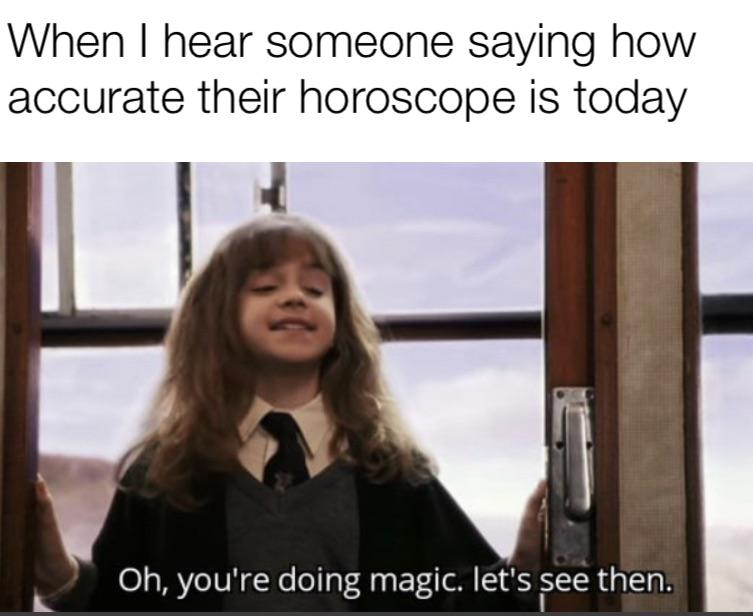 When I hear someone saying how
accurate their horoscope is today
Oh, you're doing magic. let's see then.